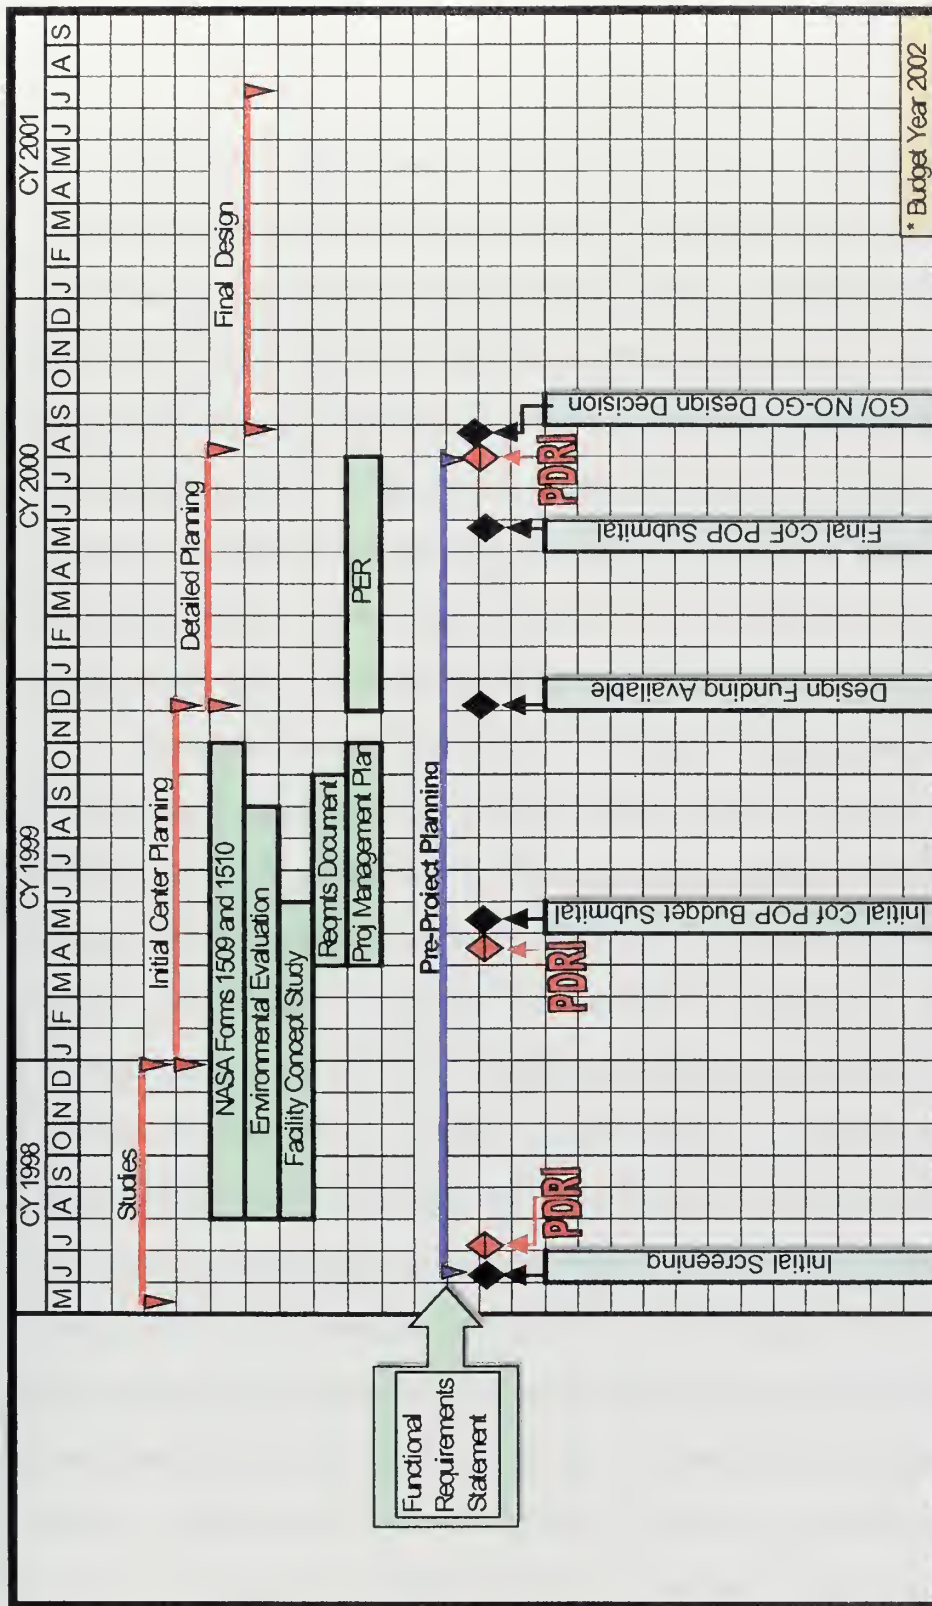 CY 1998 CY 1999 CY 2000 CY 2001
M J J A S O N D J F M A M J J A S O N D J F M A M J J A S O N D J F M A M J J A S
Studies
Initial Center Planning
Detailed Planning
Final Design
NASA Forms 1509 and 1510
Environmental Evaluation
Facility Concept Study
Reqmts Document
Proj Management Plan
PER
Functional
Requirements
Statement
Pre-Project Planning
PDRI
PDRI
PDRI
Initial Screening
Initial Cof POP Budget Submital
Design Funding Available
Final CoF POP Submital
GO/ NO-GO Design Decision
* Budget Year 2002